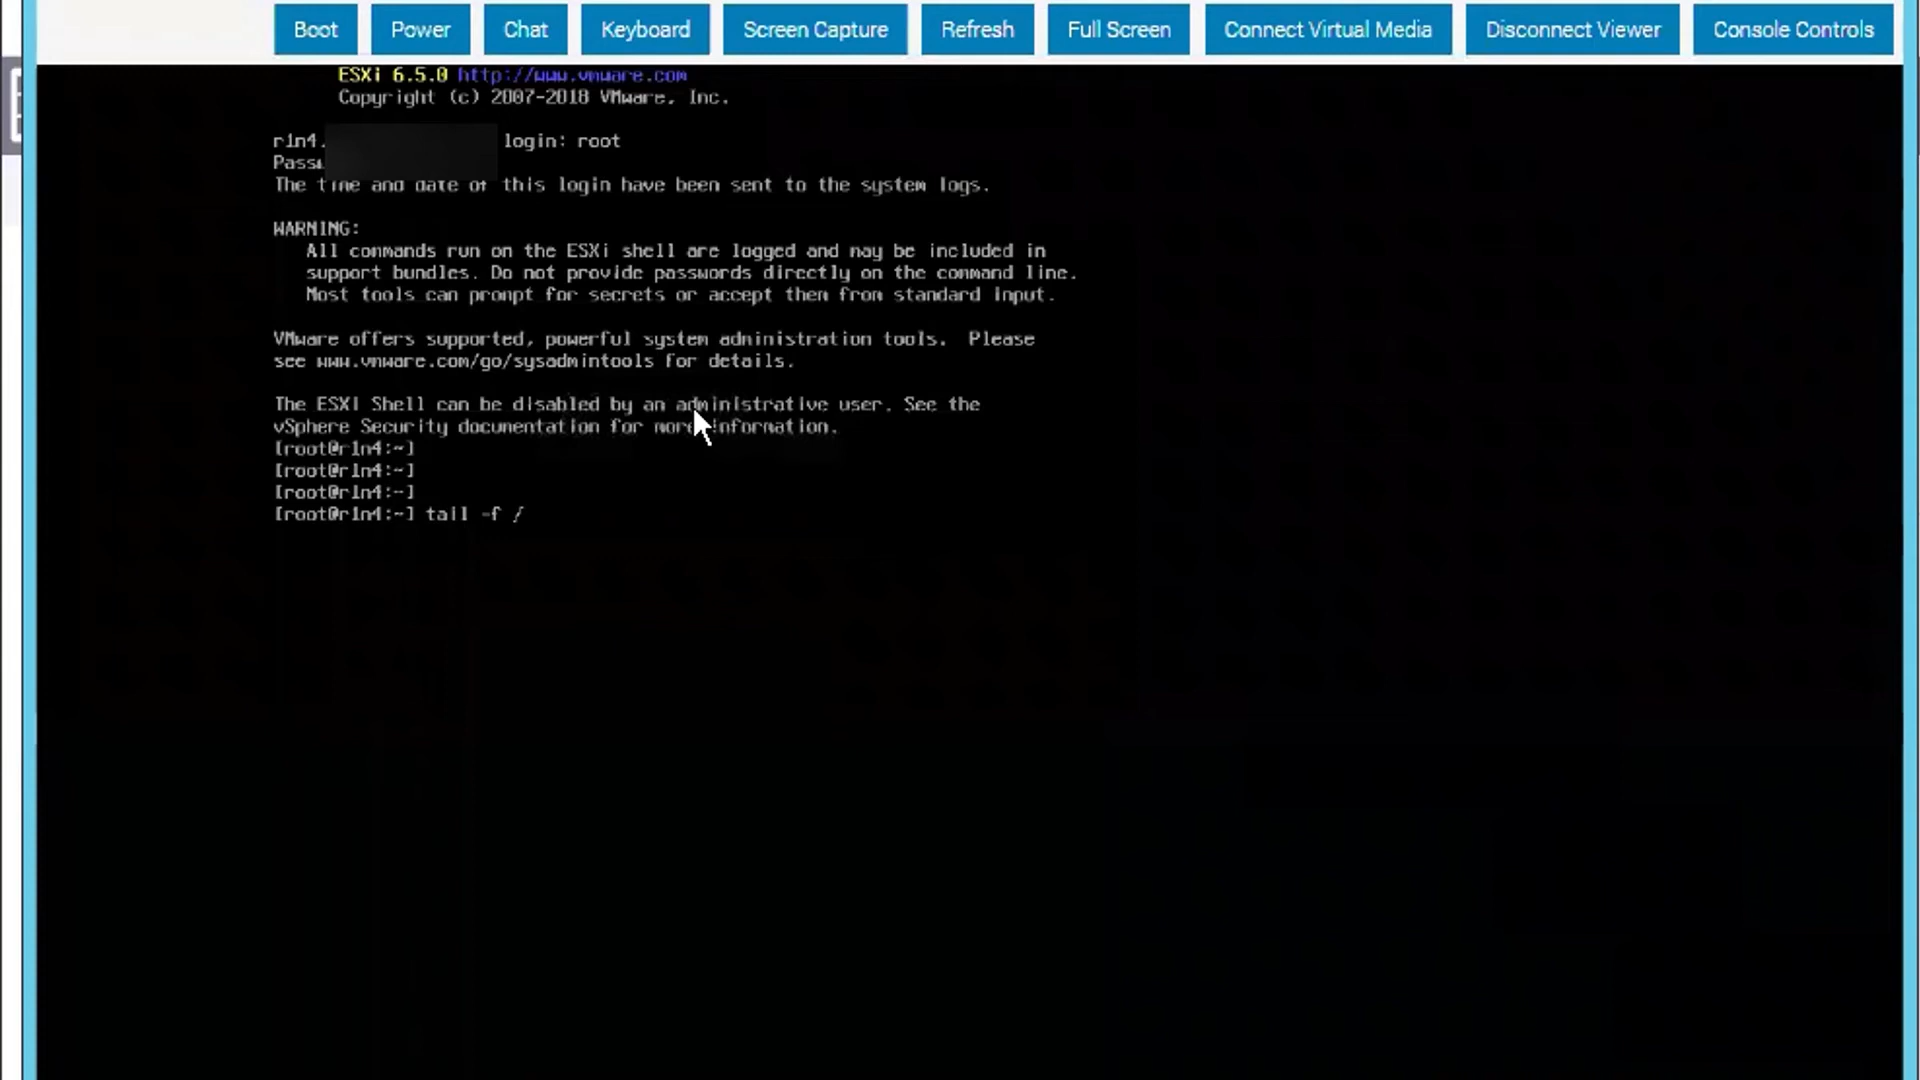 Boot Power Chat Keyboard Screen Capture Refresh Full Screen Connect Virtual Media Disconnect Viewer Console Controls
ESXi 6.5.0 http://www.vmware.com
Copyright (c) 2007-2018 VMware, Inc.
r1n4. login: root
Passw
The time and date of this login have been sent to the system logs.
WARNING:
All commands run on the ESXi shell are logged and may be included in
support bundles. Do not provide passwords directly on the command line.
Most tools can prompt for secrets or accept them from standard input.
VMware offers supported, powerful system administration tools. Please
see www.vmware.com/go/sysadmintools for details.
The ESXi Shell can be disabled by an administrative user. See the
vSphere Security documentation for more information.
[root@r1n4:~]
[root@r1n4:~]
[root@r1n4:~]
[root@r1n4:~] tail -f /